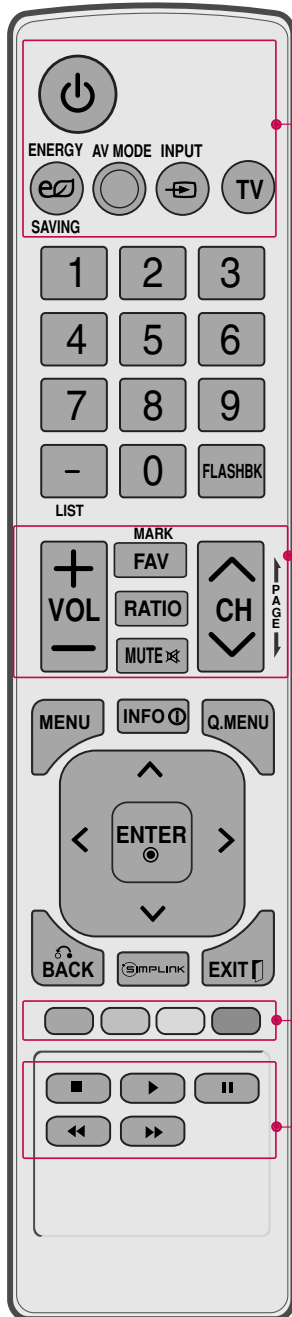 ENERGY AV MODE INPUT
TV
SAVING
1 2 3
4 5 6
7 8 9
- 0 FLASHBK
LIST
MARK
FAV
VOL RATIO CH PAGE
MUTE
MENU INFO Q.MENU
ENTER
BACK SIMPLINK EXIT